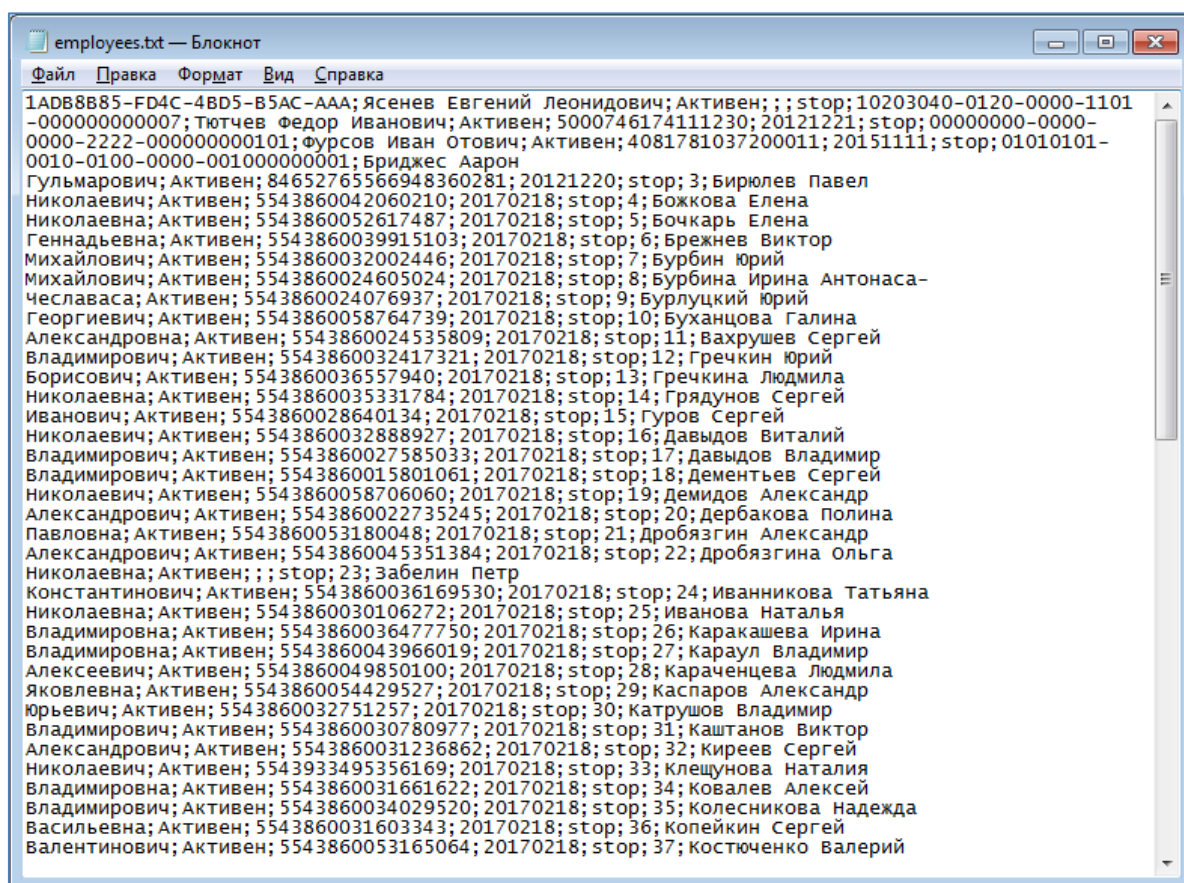 employees.txt — Блокнот
Файл Правка Формат Вид Справка
1ADB8B85-FD4C-4BD5-B5AC-AAA;Ясенев Евгений Леонидович;Активен;;;stop;10203040-0120-0000-1101
-000000000007;Тютчев Федор Иванович;Активен;5000746174111230;20121221;stop;00000000-0000-
0000-2222-000000000101;Фурсов Иван Отович;Активен;4081781037200011;20151111;stop;01010101-
0010-0100-0000-001000000001;Бриджес Аарон
Гульмарович;Активен;84652765566948360281;20121220;stop;3;Бирюлев Павел
Николаевич;Активен;5543860042060210;20170218;stop;4;Божкова Елена
Николаевна;Активен;5543860052617487;20170218;stop;5;Бочкарь Елена
Геннадьевна;Активен;5543860039915103;20170218;stop;6;Брежнев Виктор
Михайлович;Активен;5543860032002446;20170218;stop;7;Бурбин Юрий
Михайлович;Активен;5543860024605024;20170218;stop;8;Бурбина Ирина Антонаса-
Чеславаса;Активен;5543860024076937;20170218;stop;9;Бурлуцкий Юрий
Георгиевич;Активен;5543860058764739;20170218;stop;10;Буханцова Галина
Александровна;Активен;5543860024535809;20170218;stop;11;Вахрушев Сергей
Владимирович;Активен;5543860032417321;20170218;stop;12;Гречкин Юрий
Борисович;Активен;5543860036557940;20170218;stop;13;Гречкина Людмила
Николаевна;Активен;5543860035331784;20170218;stop;14;Грядунов Сергей
Иванович;Активен;5543860028640134;20170218;stop;15;Гуров Сергей
Николаевич;Активен;5543860032888927;20170218;stop;16;Давыдов Виталий
Владимирович;Активен;5543860027585033;20170218;stop;17;Давыдов Владимир
Владимирович;Активен;5543860015801061;20170218;stop;18;Дементьев Сергей
Николаевич;Активен;5543860058706060;20170218;stop;19;Демидов Александр
Александрович;Активен;5543860022735245;20170218;stop;20;Дербакова Полина
Павловна;Активен;5543860053180048;20170218;stop;21;Дробязгин Александр
Александрович;Активен;5543860045351384;20170218;stop;22;Дробязгина Ольга
Николаевна;Активен;;;stop;23;Забелин Петр
Константинович;Активен;5543860036169530;20170218;stop;24;Иванникова Татьяна
Николаевна;Активен;5543860030106272;20170218;stop;25;Иванова Наталья
Владимировна;Активен;5543860036477750;20170218;stop;26;Каракашева Ирина
Владимировна;Активен;5543860043966019;20170218;stop;27;Караул Владимир
Алексеевич;Активен;5543860049850100;20170218;stop;28;Караченцева Людмила
Яковлевна;Активен;5543860054429527;20170218;stop;29;Каспаров Александр
Юрьевич;Активен;5543860032751257;20170218;stop;30;Катрушов Владимир
Владимирович;Активен;5543860030780977;20170218;stop;31;Каштанов Виктор
Александрович;Активен;5543860031236862;20170218;stop;32;Киреев Сергей
Николаевич;Активен;5543933495356169;20170218;stop;33;Клещунова Наталия
Владимировна;Активен;5543860031661622;20170218;stop;34;Ковалев Алексей
Владимирович;Активен;5543860034029520;20170218;stop;35;Колесникова Надежда
Васильевна;Активен;5543860031603343;20170218;stop;36;Копейкин Сергей
Валентинович;Активен;5543860053165064;20170218;stop;37;Костюченко Валерий